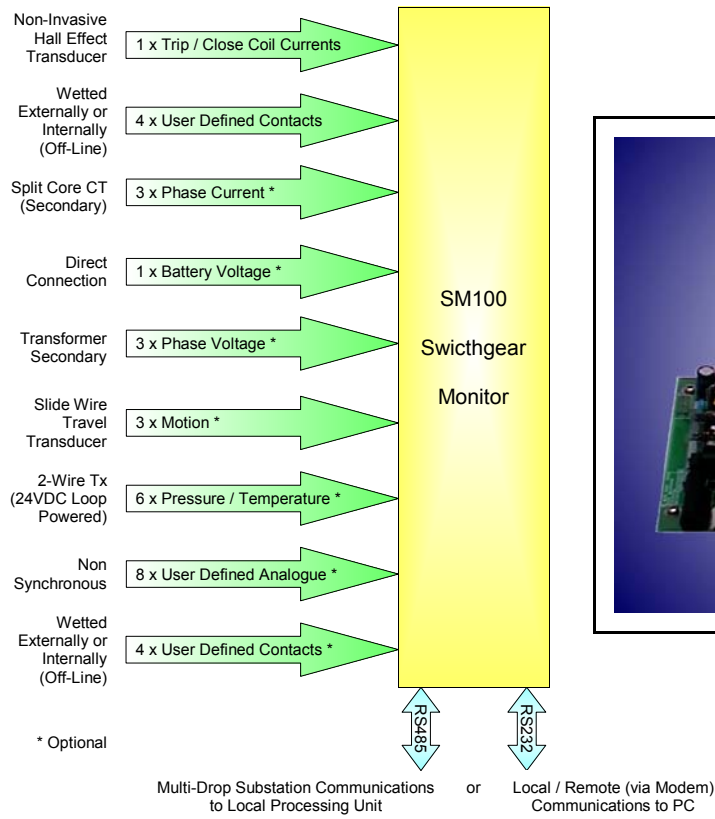 Non-Invasive
Hall Effect
Transducer
1 x Trip / Close Coil Currents
Wetted
Externally or
Internally
(Off-Line)
4 x User Defined Contacts
Split Core CT
(Secondary)
3 x Phase Current *
Direct
Connection
1 x Battery Voltage *
Transformer
Secondary
3 x Phase Voltage *
Slide Wire
Travel
Transducer
3 x Motion *
2-Wire Tx
(24VDC Loop
Powered)
6 x Pressure / Temperature *
Non
Synchronous
8 x User Defined Analogue *
Wetted
Externally or
Internally
(Off-Line)
4 x User Defined Contacts *
SM100
Swicthgear
Monitor
RS485
RS232
* Optional
Multi-Drop Substation Communications
to Local Processing Unit
or
Local / Remote (via Modem)
Communications to PC